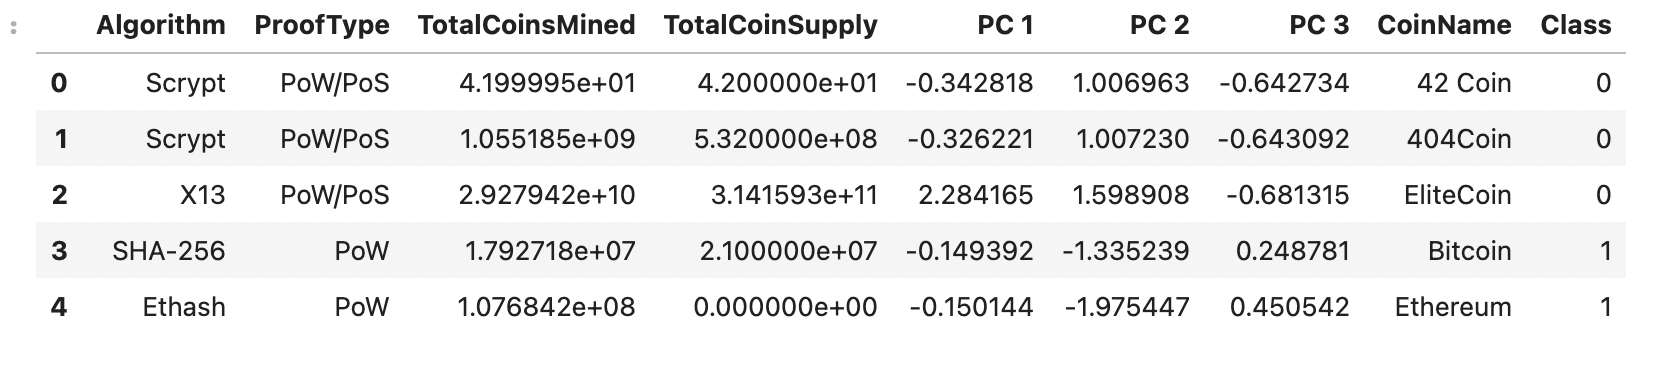 Algorithm ProofType TotalCoinsMined TotalCoinSupply PC 1 PC 2 PC 3 CoinName Class
0 Scrypt PoW/PoS 4.199995e+01 4.200000e+01 -0.342818 1.006963 -0.642734 42 Coin 0
1 Scrypt PoW/PoS 1.055185e+09 5.320000e+08 -0.326221 1.007230 -0.643092 404Coin 0
2 X13 PoW/PoS 2.927942e+10 3.141593e+11 2.284165 1.598908 -0.681315 EliteCoin 0
3 SHA-256 PoW 1.792718e+07 2.100000e+07 -0.149392 -1.335239 0.248781 Bitcoin 1
4 Ethash PoW 1.076842e+08 0.000000e+00 -0.150144 -1.975447 0.450542 Ethereum 1